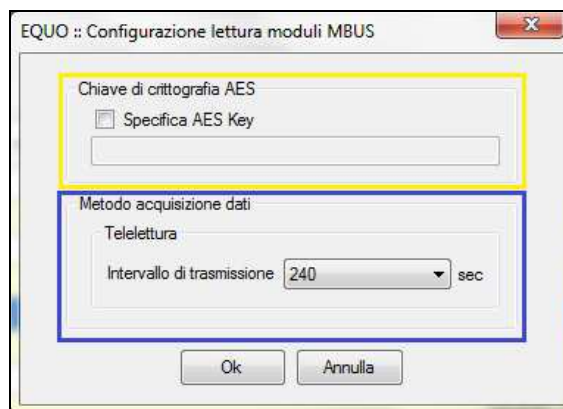 EQUO :: Configurazione lettura moduli MBUS
Chiave di crittografia AES
Specifica AES Key
Metodo acquisizione dati
Telelettura
Intervallo di trasmissione 240 sec
Ok Annulla